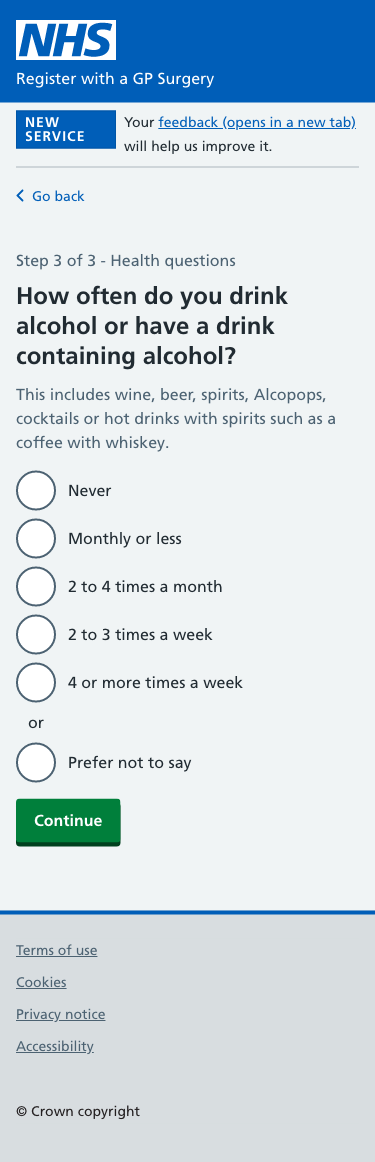 NHS
Register with a GP Surgery
NEW SERVICE
Your feedback (opens in a new tab)
will help us improve it.
Go back
Step 3 of 3 - Health questions
How often do you drink
alcohol or have a drink
containing alcohol?
This includes wine, beer, spirits, Alcopops,
cocktails or hot drinks with spirits such as a
coffee with whiskey.
Never
Monthly or less
2 to 4 times a month
2 to 3 times a week
4 or more times a week
or
Prefer not to say
Continue
Terms of use
Cookies
Privacy notice
Accessibility
© Crown copyright